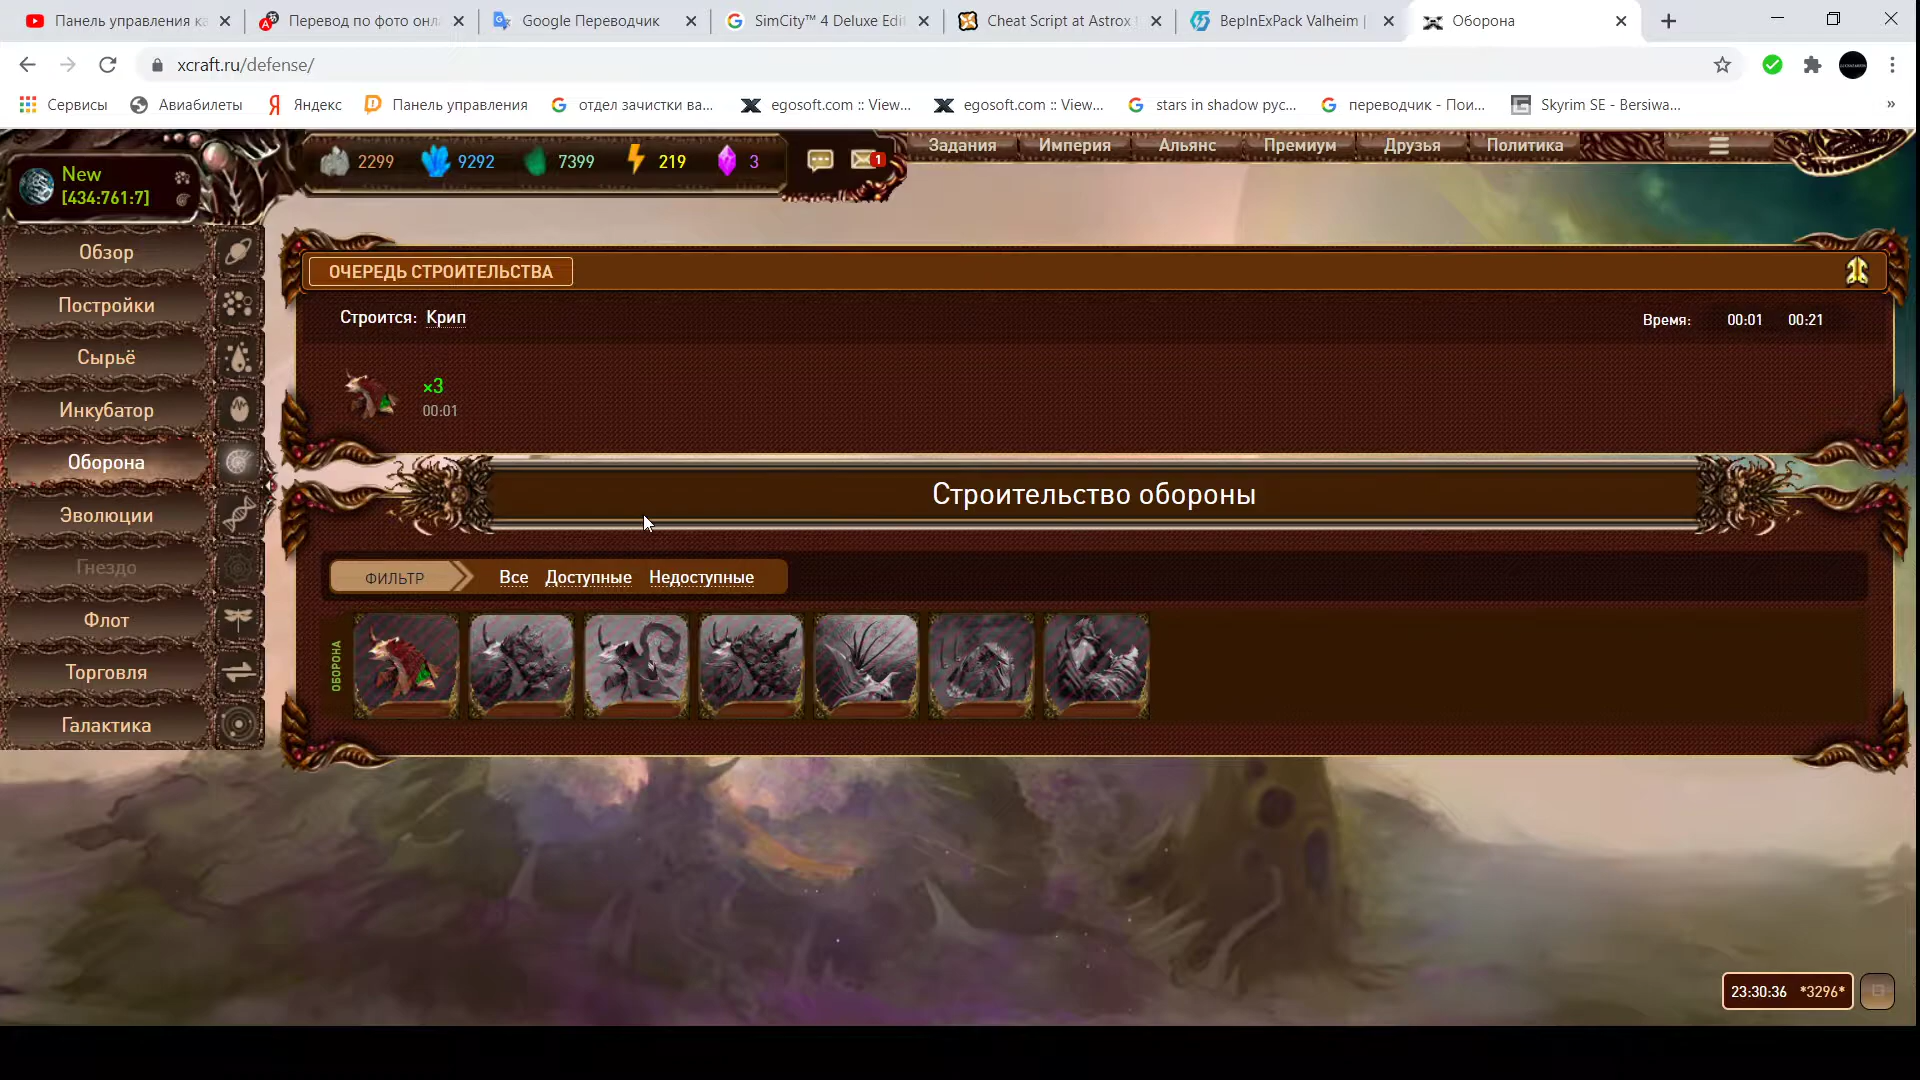 Панель управления ка
Перевод по фото онл
Google Переводчик
SimCity™ 4 Deluxe Edi
Cheat Script at Astrox
BepInExPack Valheim |
Оборона
xcraft.ru/defense/
Сервисы
Авиабилеты
Яндекс
Панель управления
отдел зачистки ва...
egosoft.com :: View...
egosoft.com :: View...
stars in shadow рус...
переводчик - Пои...
Skyrim SE - Bersiwa...
»
New
[434:761:7]
2299
9292
7399
219
3
1
Задания
Империя
Альянс
Премиум
Друзья
Политика
Обзор
Постройки
Сырьё
Инкубатор
Оборона
Эволюции
Гнездо
Флот
Торговля
Галактика
ОЧЕРЕДЬ СТРОИТЕЛЬСТВА
Строится: Крип
Время: 00:01 00:21
×3
00:01
Строительство обороны
ФИЛЬТР
Все Доступные Недоступные
ОБОРОНА
23:30:36 *3296*